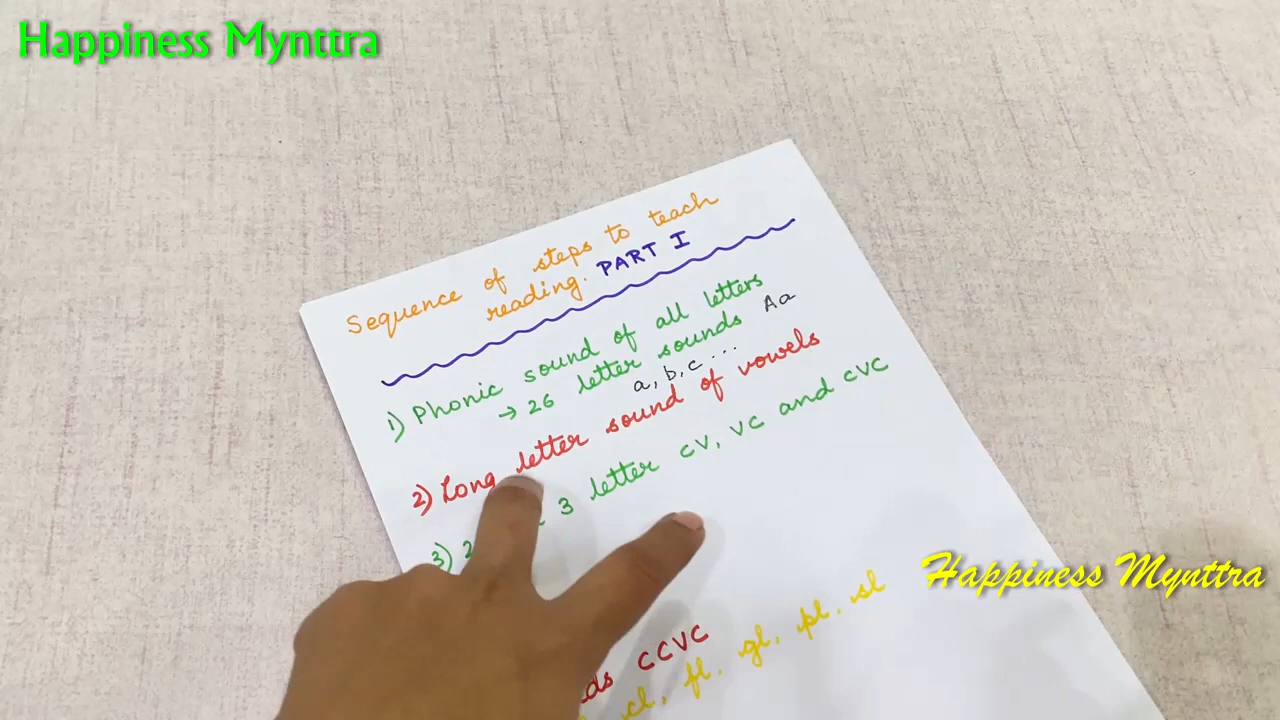 Happiness Mynttra
Sequence of steps to teach
reading. PART I
1) Phonic sound of all letters
→ 26 letter sounds Aa
a, b, c ...
2) Long letter sound of vowels
3) 2 3 letter CV, VC and CVC
CCVC
cl, fl, gl, pl, sl
Happiness Mynttra